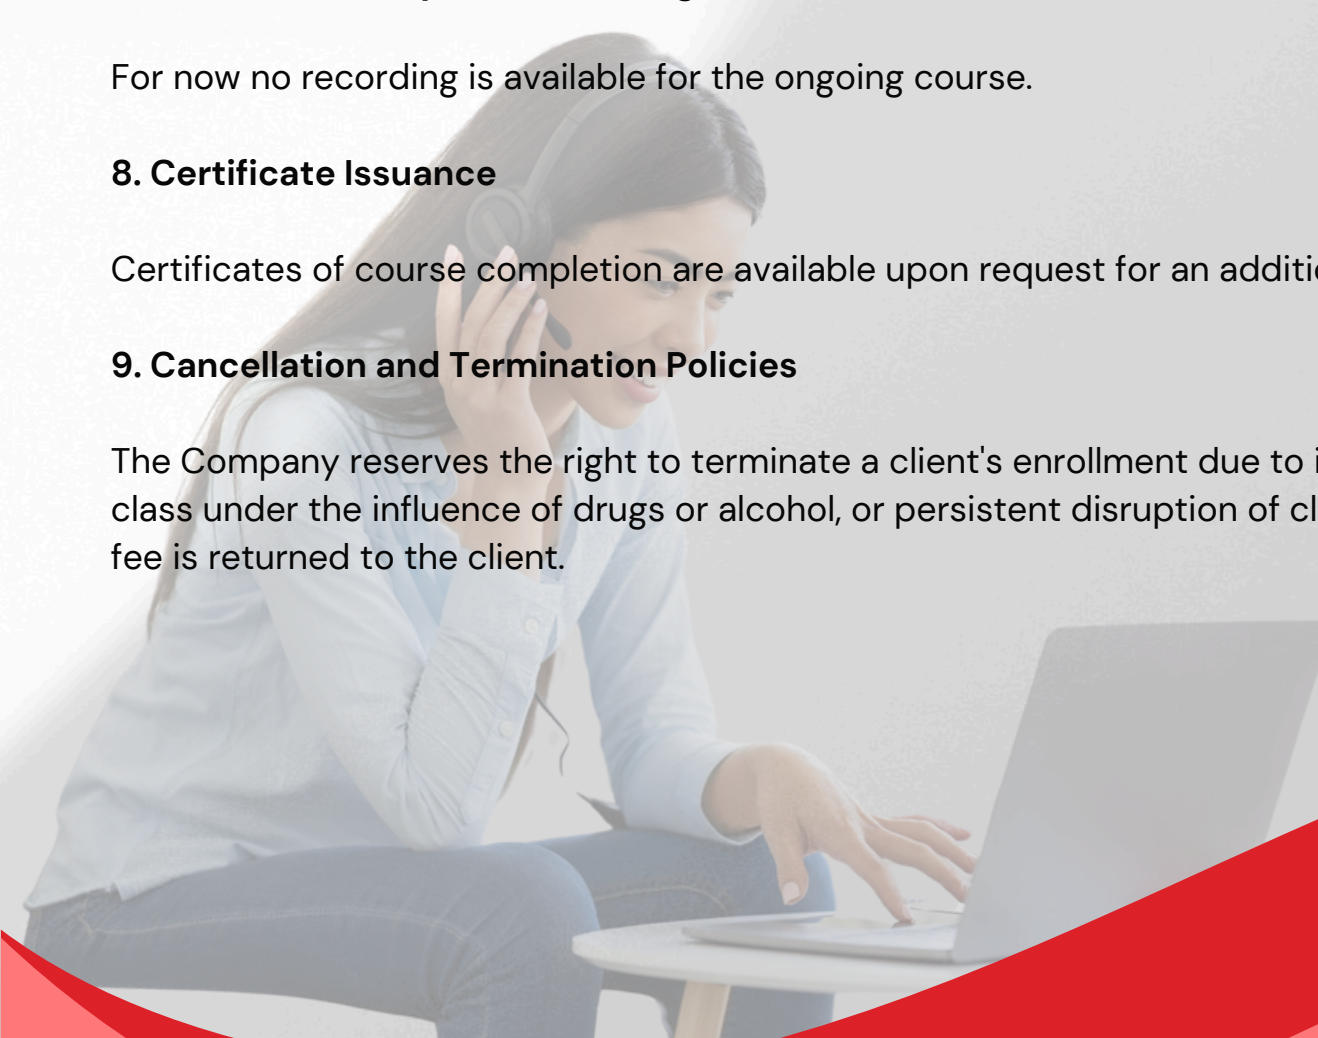 For now no recording is available for the ongoing course.
8. Certificate Issuance
Certificates of course completion are available upon request for an
9. Cancellation and Termination Policies
The Company reserves the right to terminate a client's enrollment due to
class under the influence of drugs or alcohol, or persistent disruption of
fee is returned to the client.